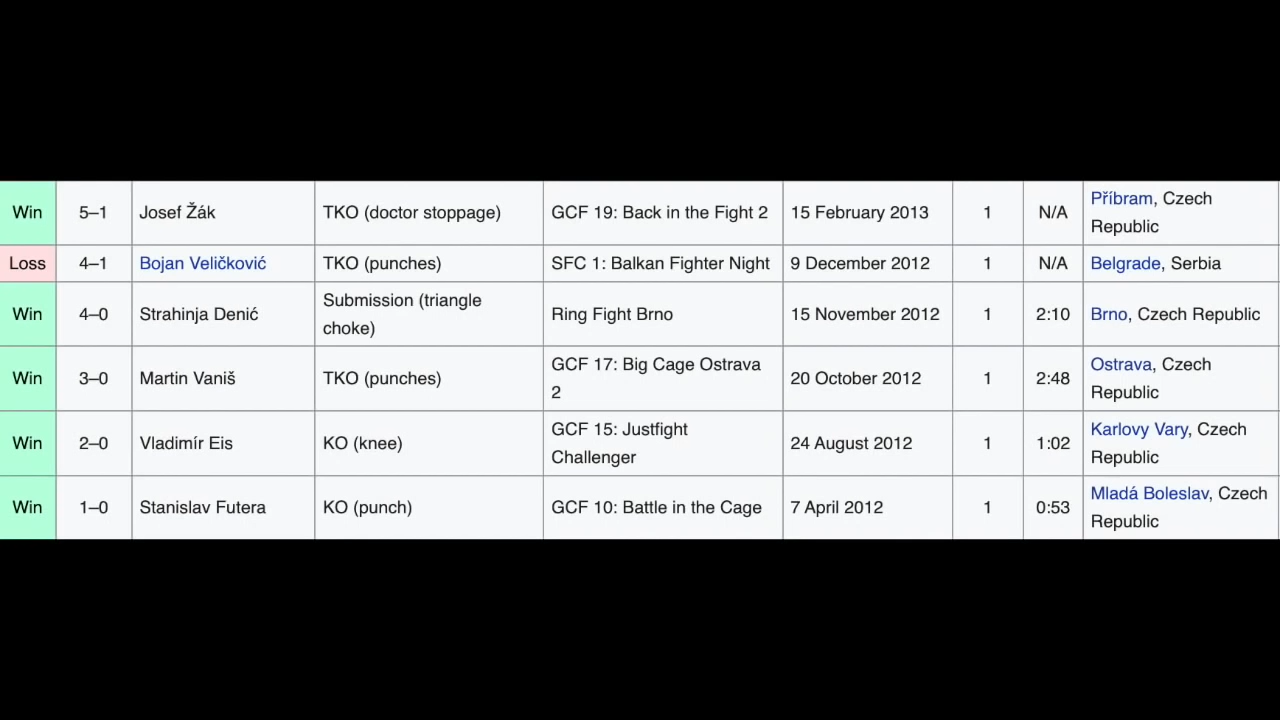 Win 5–1 Josef Žák TKO (doctor stoppage) GCF 19: Back in the Fight 2 15 February 2013 1 N/A Příbram, Czech Republic
Loss 4–1 Bojan Veličković TKO (punches) SFC 1: Balkan Fighter Night 9 December 2012 1 N/A Belgrade, Serbia
Win 4–0 Strahinja Denić Submission (triangle choke) Ring Fight Brno 15 November 2012 1 2:10 Brno, Czech Republic
Win 3–0 Martin Vaniš TKO (punches) GCF 17: Big Cage Ostrava 2 20 October 2012 1 2:48 Ostrava, Czech Republic
Win 2–0 Vladimír Eis KO (knee) GCF 15: Justfight Challenger 24 August 2012 1 1:02 Karlovy Vary, Czech Republic
Win 1–0 Stanislav Futera KO (punch) GCF 10: Battle in the Cage 7 April 2012 1 0:53 Mladá Boleslav, Czech Republic